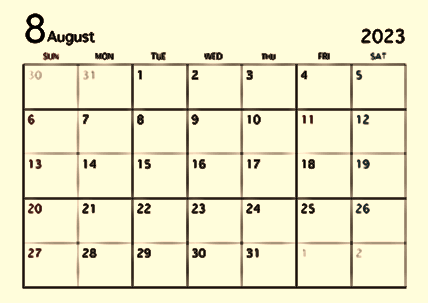 8 August 2023
SUN MON TUE WED THU FRI SAT
30 31 1 2 3 4 5
6 7 8 9 10 11 12
13 14 15 16 17 18 19
20 21 22 23 24 25 26
27 28 29 30 31 1 2